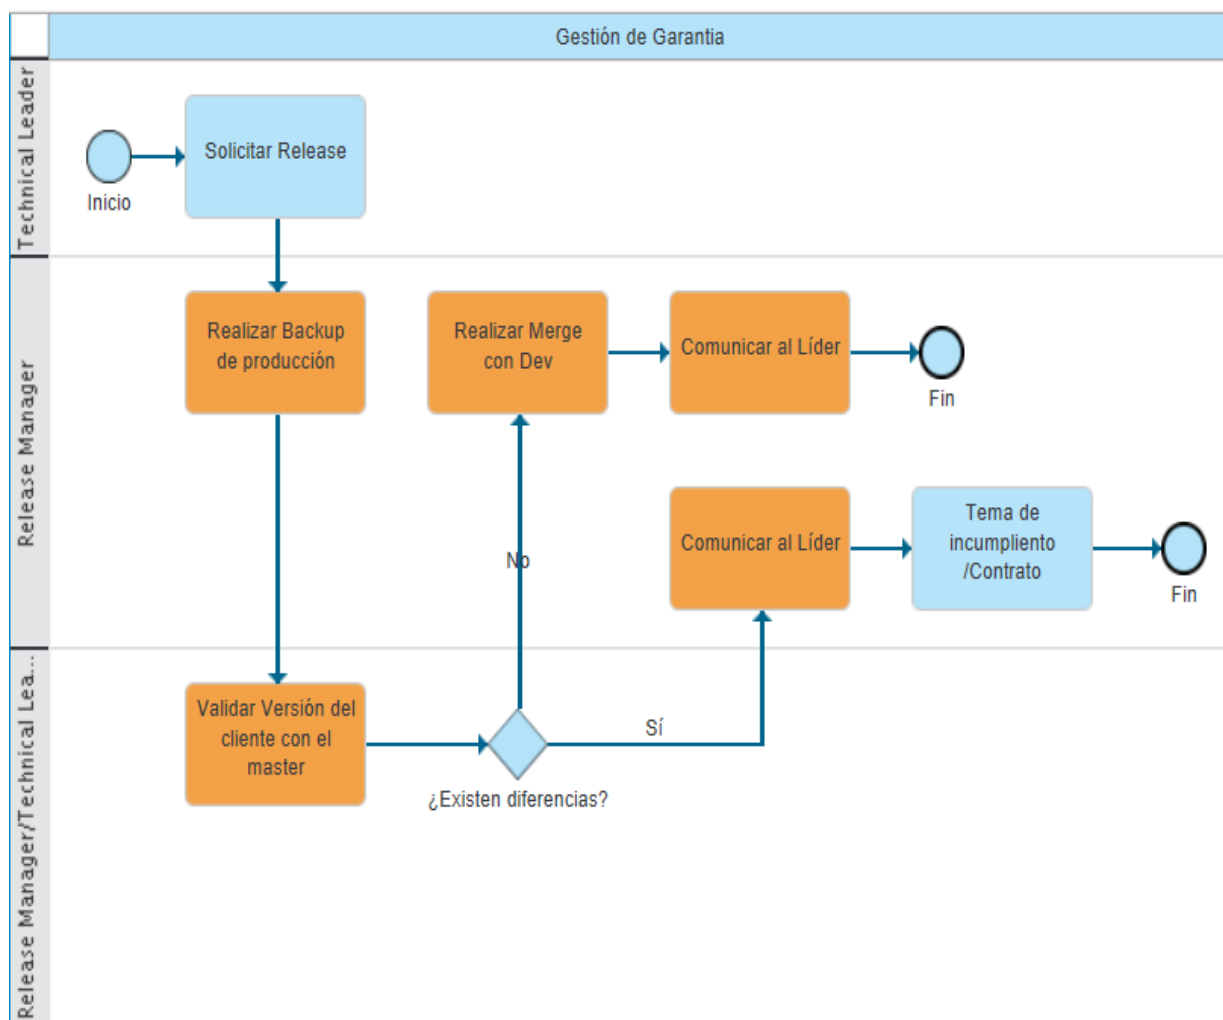 Gestión de Garantia
Technical Leader
Inicio
Solicitar Release
Release Manager
Realizar Backup
de producción
Realizar Merge
con Dev
Comunicar al Líder
Fin
No
Comunicar al Líder
Tema de
incumpliento
/Contrato
Fin
Release Manager/Technical Lea...
Validar Versión del
cliente con el
master
¿Existen diferencias?
Sí